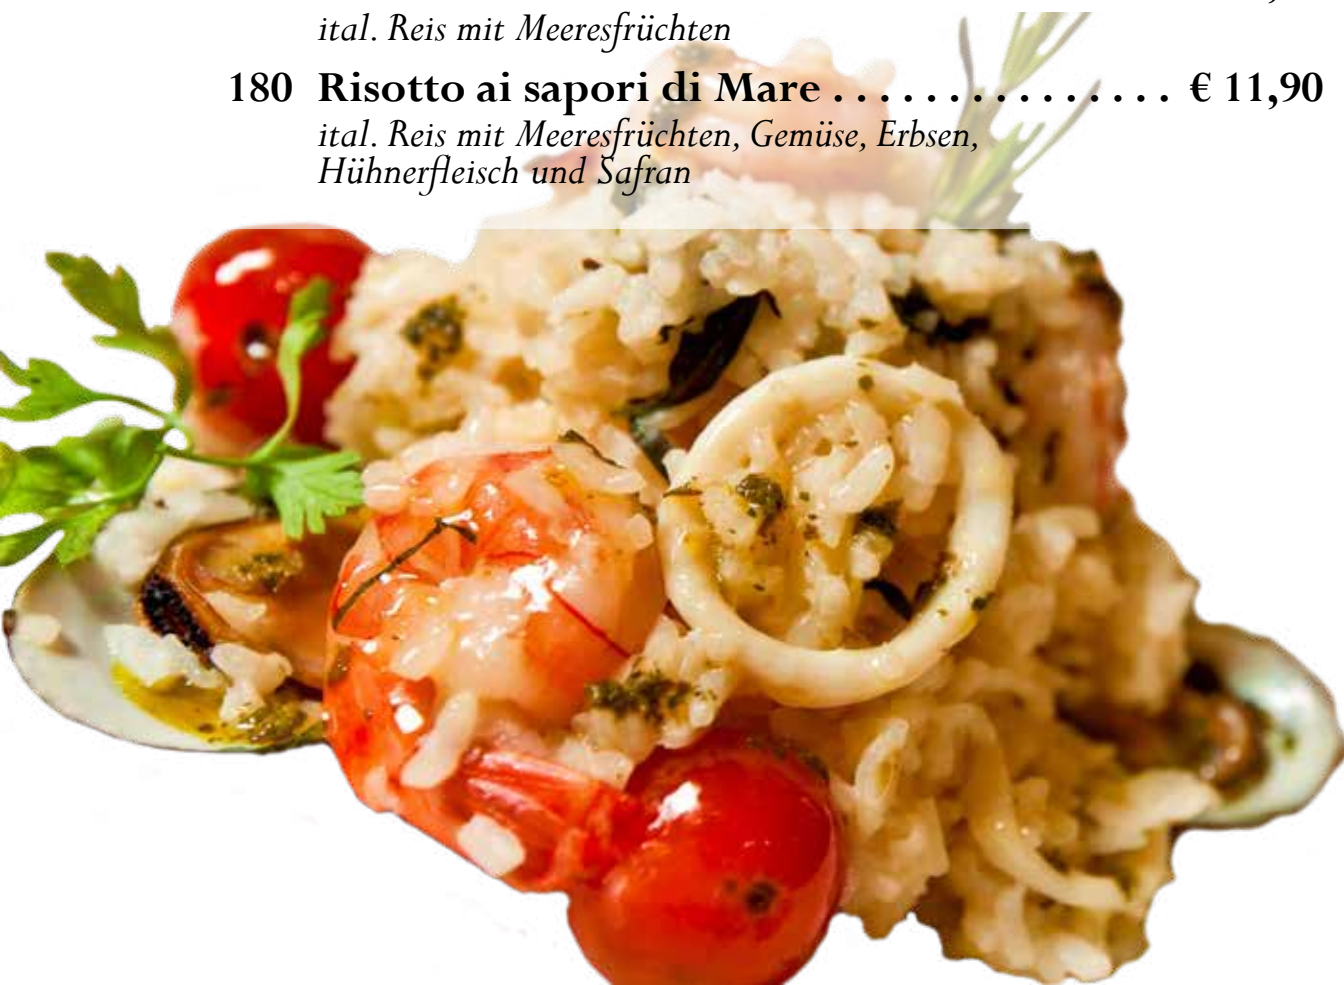 ital. Reis mit Meeresfrüchten
180 Risotto ai sapori di Mare . . . . . . . . . . . . . . . . € 11,90
ital. Reis mit Meeresfrüchten, Gemüse, Erbsen,
Hühnerfleisch und Safran